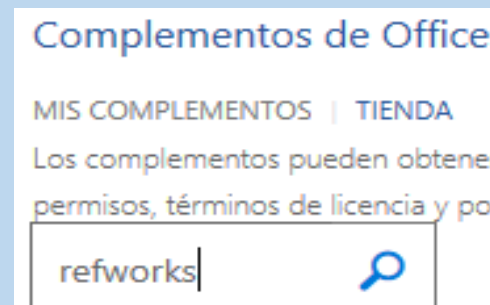 Complementos de Office
MIS COMPLEMENTOS | TIENDA
Los complementos pueden obtene
permisos, términos de licencia y po
refworks